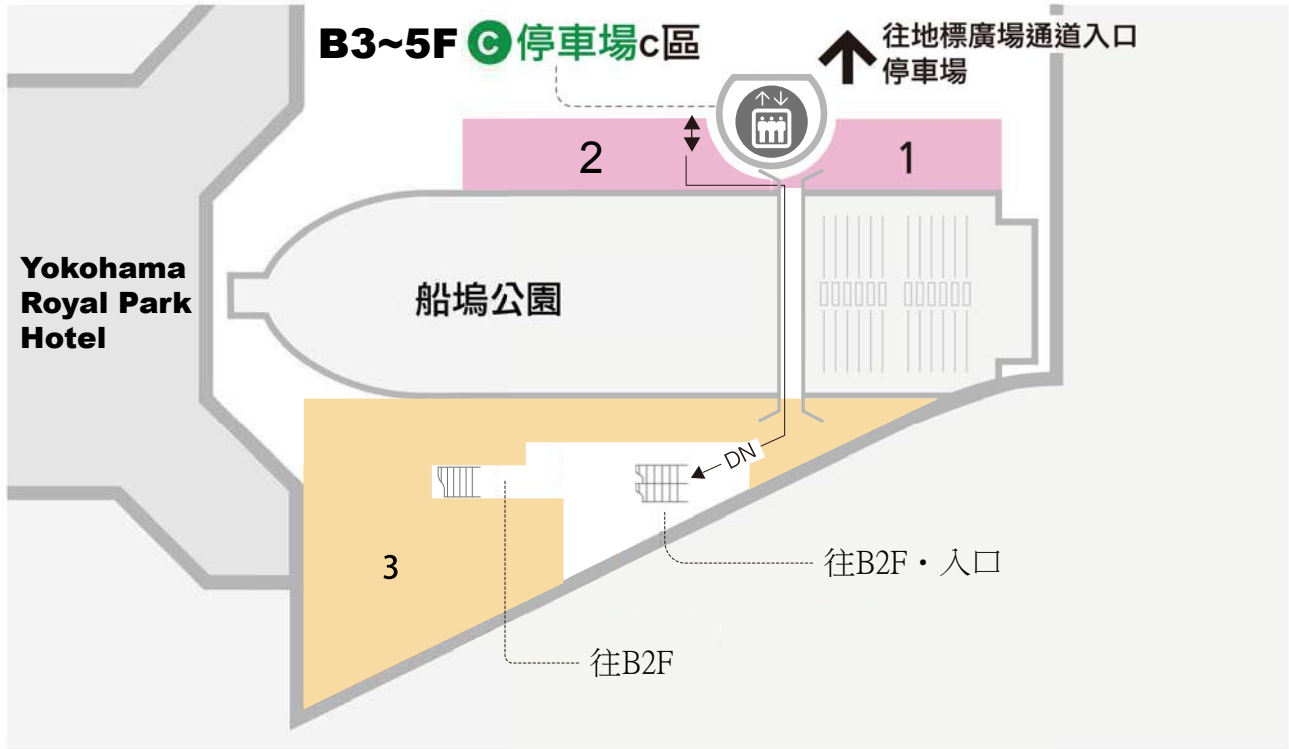 B3~5F C 停車場C區
往地標廣場通道入口
停車場
2
1
Yokohama
Royal Park
Hotel
船塢公園
DN
3
往B2F・入口
往B2F